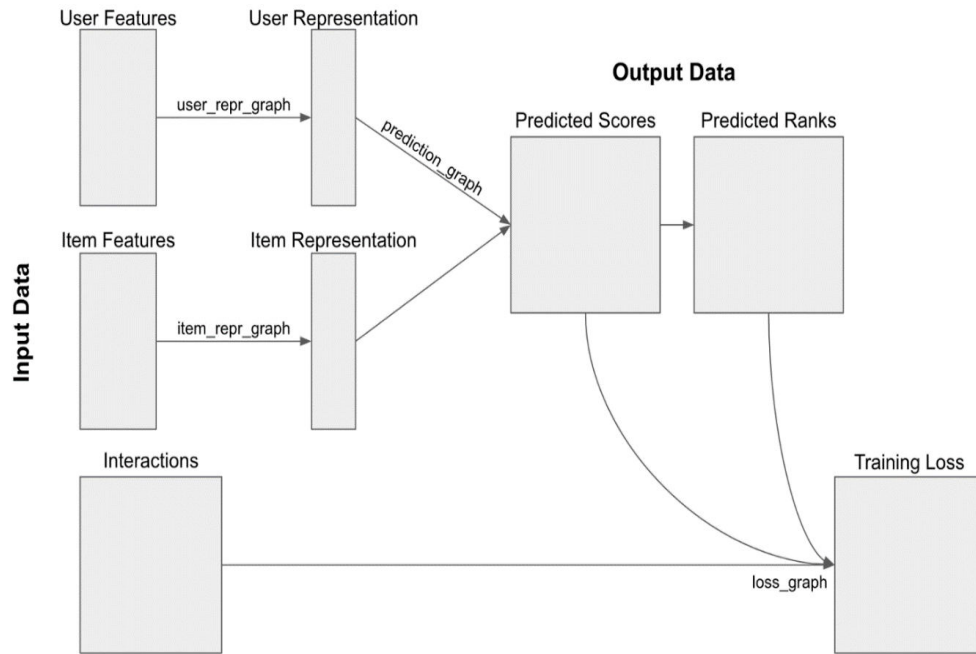 User Features
User Representation
user_repr_graph
prediction_graph
Output Data
Predicted Scores
Predicted Ranks
Item Features
Item Representation
item_repr_graph
Input Data
Interactions
Training Loss
loss_graph